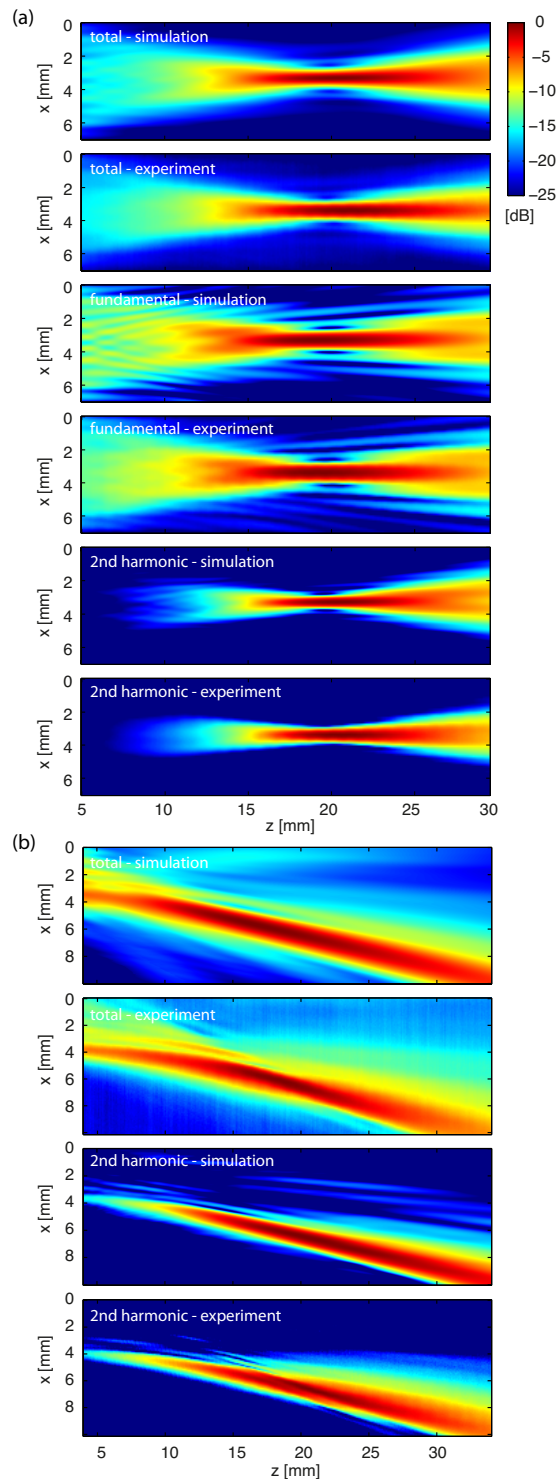 (a)
total - simulation
0
2
4
6
x [mm]
0
−5
−10
−15
−20
−25
[dB]
total - experiment
0
2
4
6
x [mm]
fundamental - simulation
0
2
4
6
x [mm]
fundamental - experiment
0
2
4
6
x [mm]
2nd harmonic - simulation
0
2
4
6
x [mm]
2nd harmonic - experiment
0
2
4
6
x [mm]
5 10 15 20 25 30
z [mm]
(b)
total - simulation
0
2
4
6
8
x [mm]
total - experiment
0
2
4
6
8
x [mm]
2nd harmonic - simulation
0
2
4
6
8
x [mm]
2nd harmonic - experiment
0
2
4
6
8
x [mm]
5 10 15 20 25 30
z [mm]